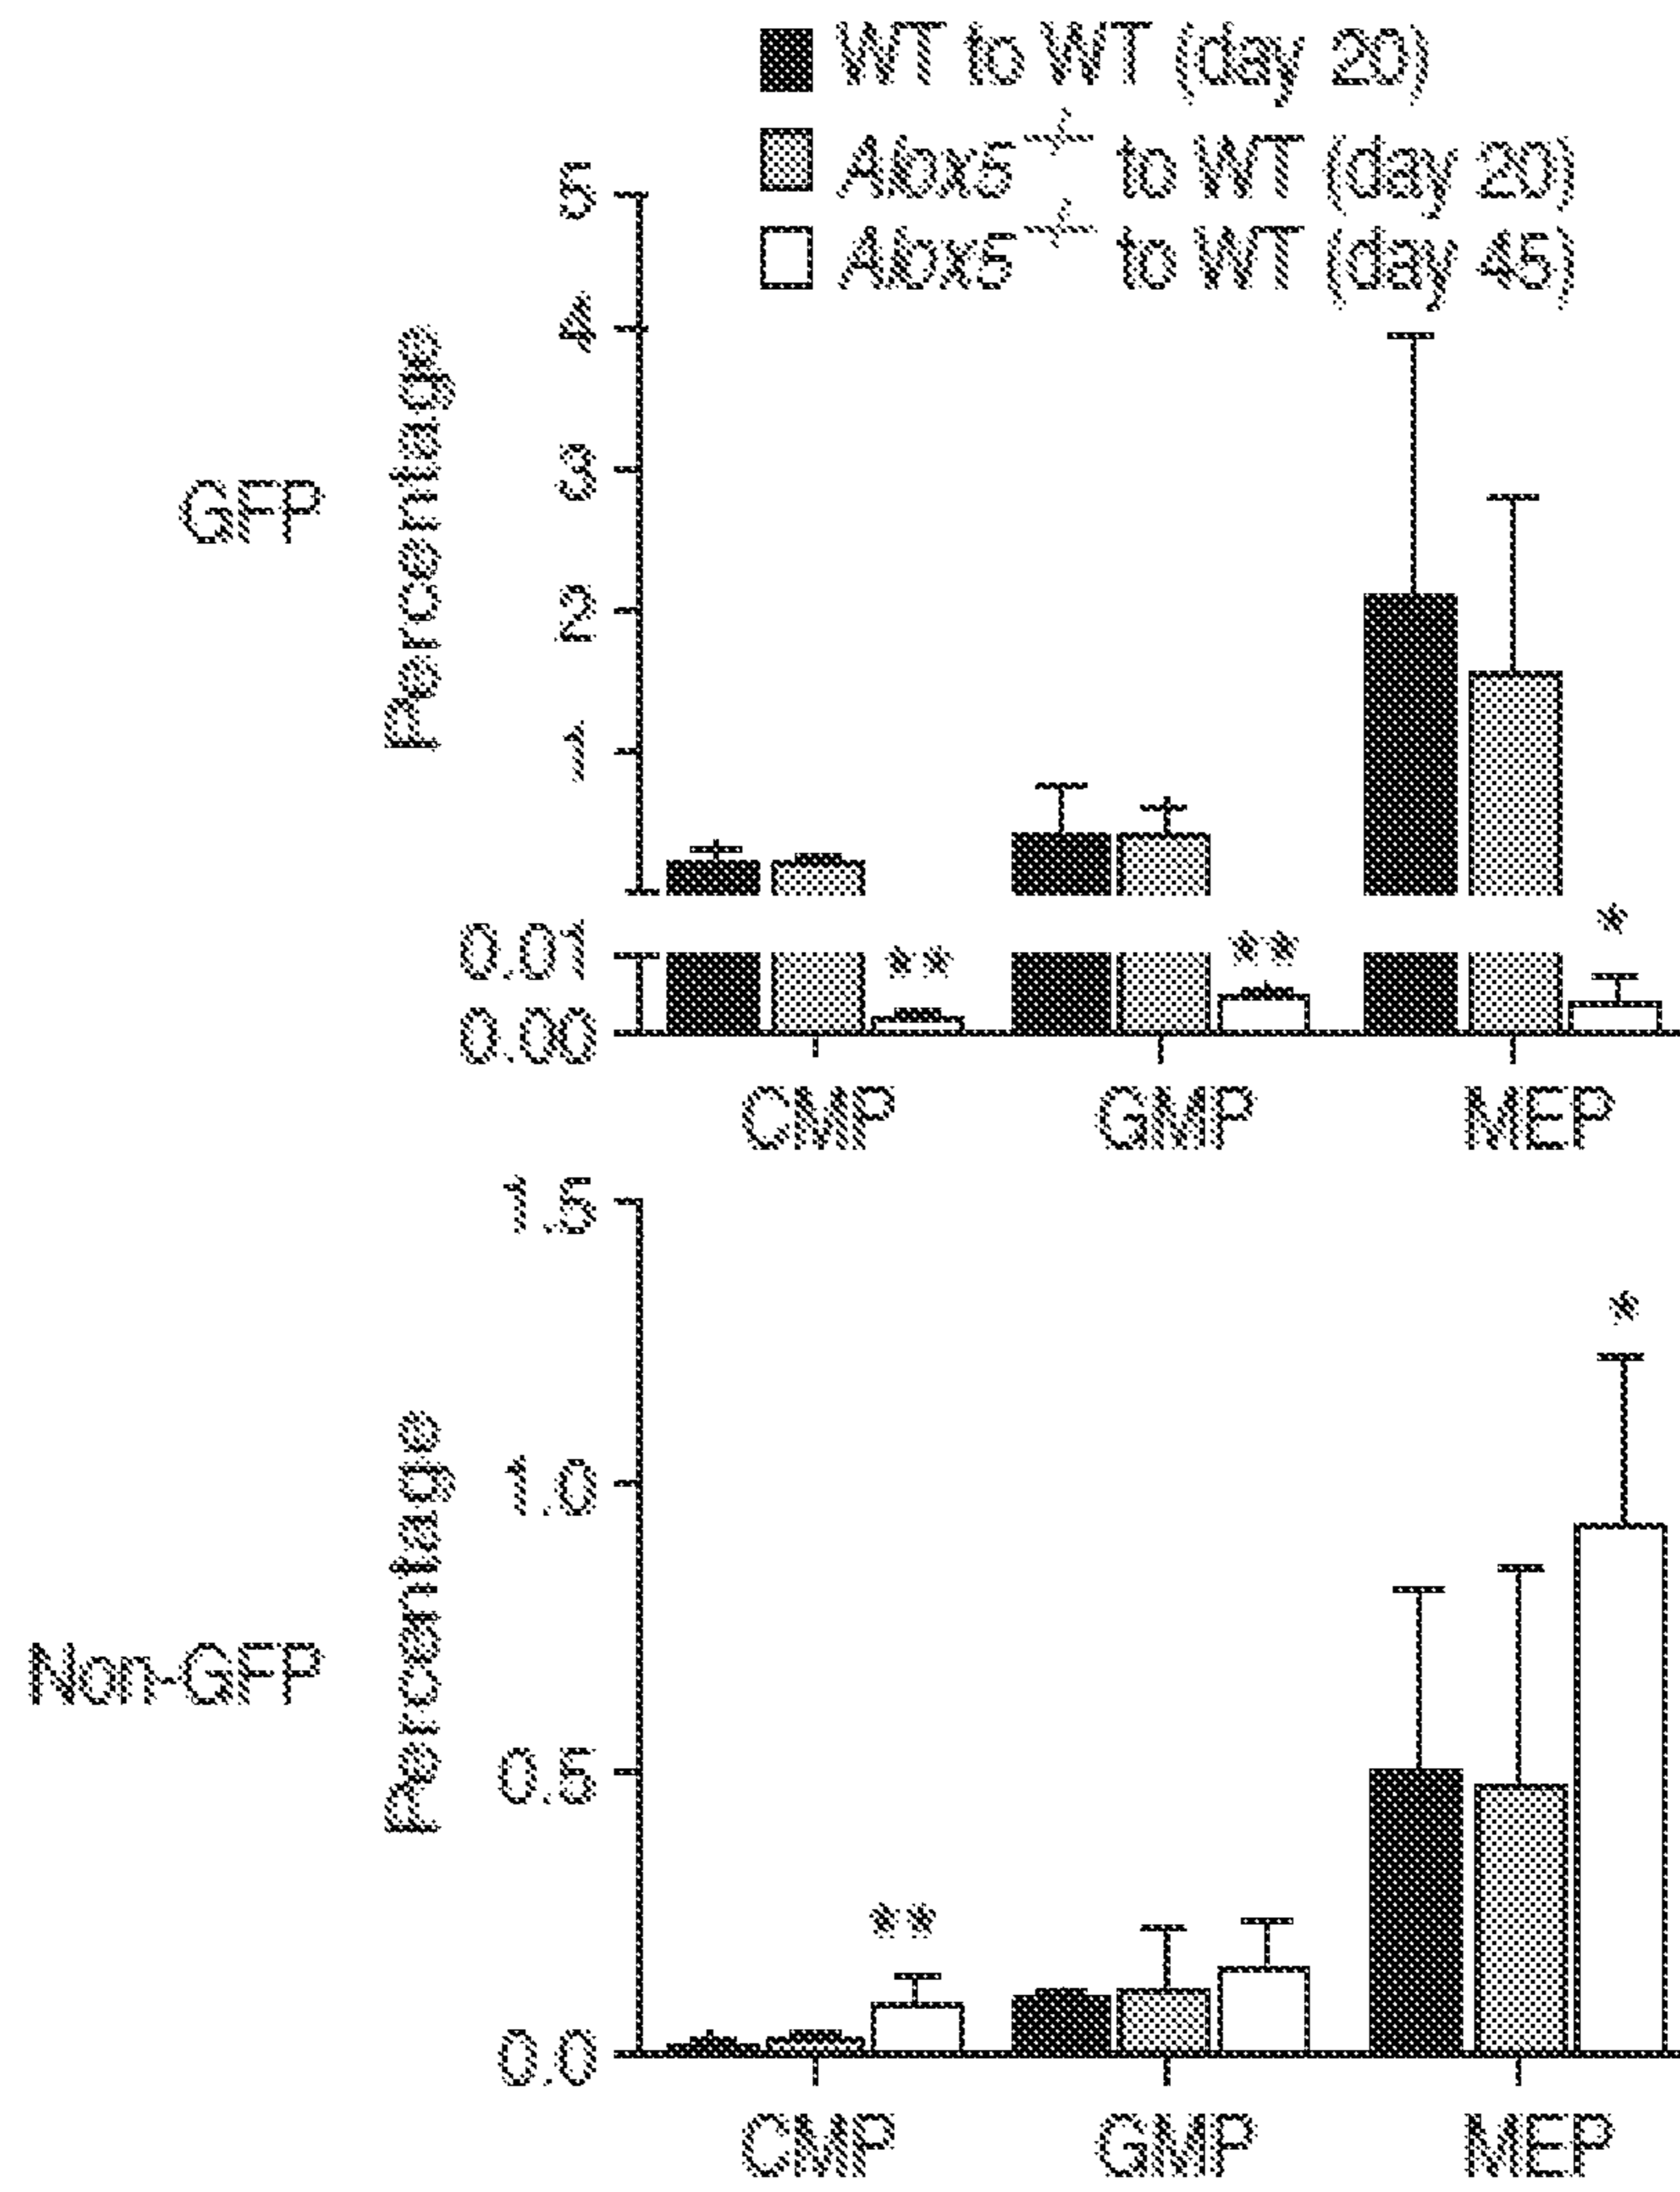 WT to WT (day 20)
Alox5-/- to WT (day 20)
Alox5-/- to WT (day 45)
GFP
Percentage
5
4
3
2
1
0.01
0.00
**
**
*
CMP GMP MEP
Non-GFP
Percentage
1.5
1.0
0.5
0.0
**
*
CMP GMP MEP